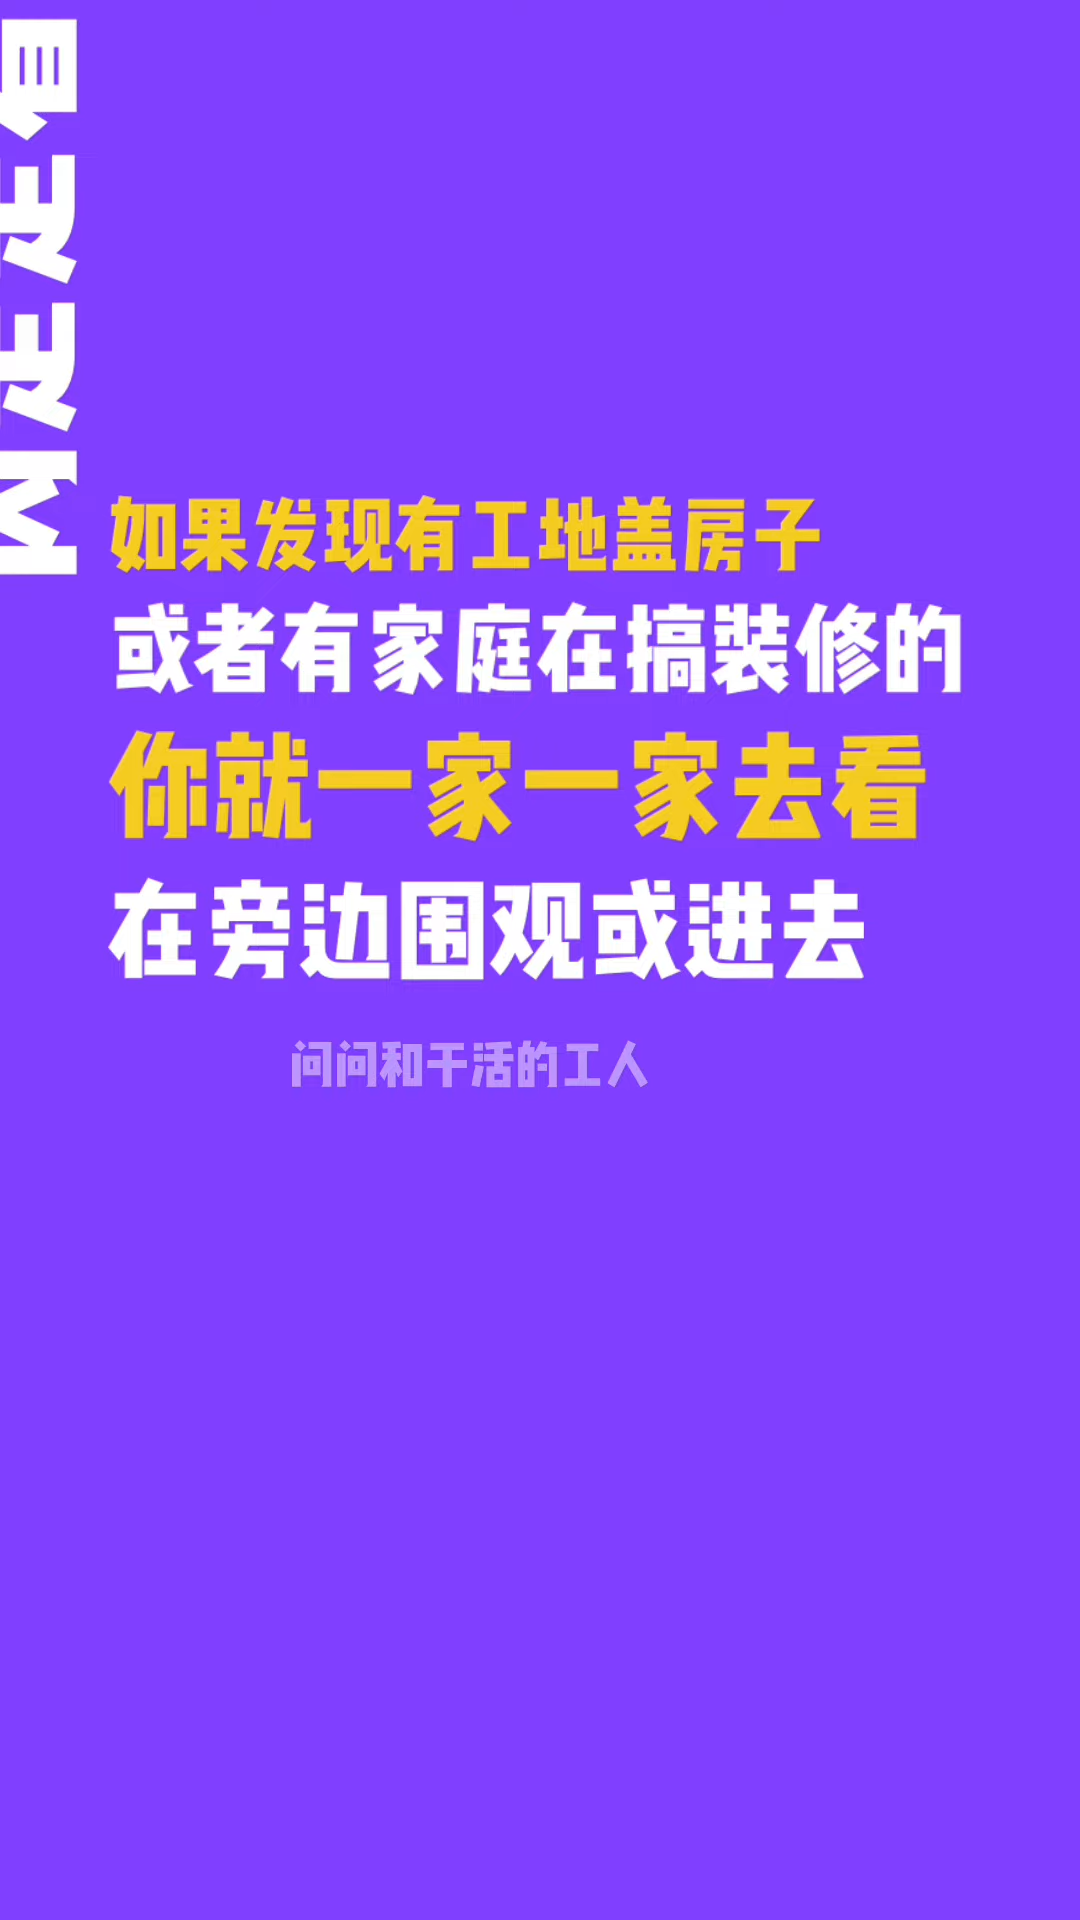 如果发现有工地盖房子
或者有家庭在搞装修的
你就一家一家去看
在旁边围观或进去
问问和干活的工人